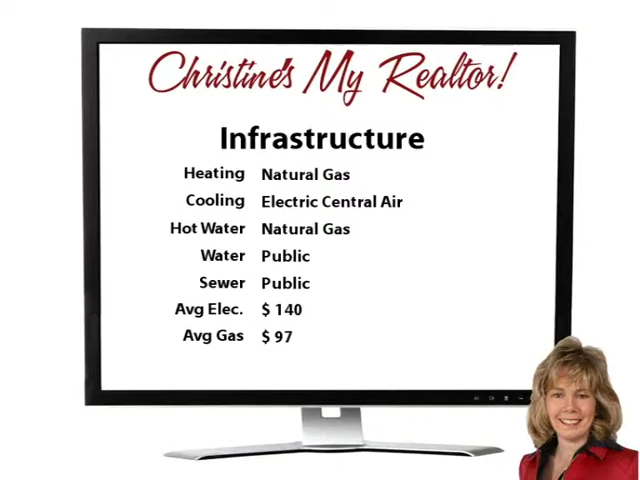 Christine's My Realtor!
Infrastructure
Heating Natural Gas
Cooling Electric Central Air
Hot Water Natural Gas
Water Public
Sewer Public
Avg Elec. $ 140
Avg Gas $ 97